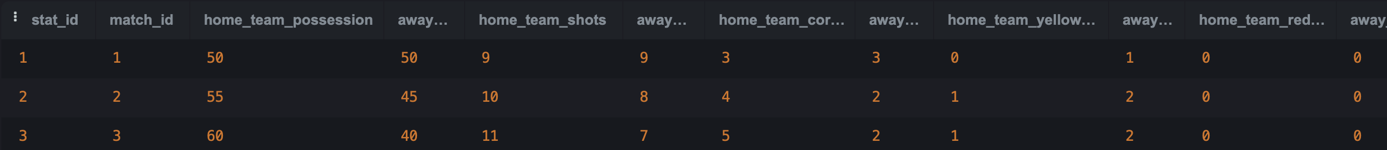 stat_id match_id home_team_possession away... home_team_shots away... home_team_cor... away... home_team_yellow... away... home_team_red... away
1 1 50 50 9 9 3 3 0 1 0 0
2 2 55 45 10 8 4 2 1 2 0 0
3 3 60 40 11 7 5 2 1 2 0 0